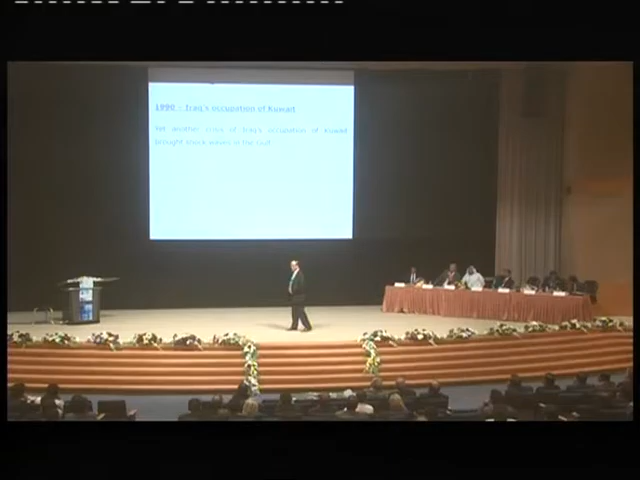 1990 – Iraq's occupation of Kuwait
Yet another crisis of Iraq's occupation of Kuwait
brought shock waves in the Gulf.